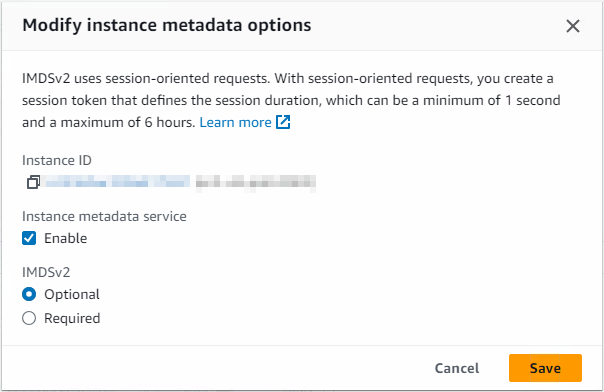 Modify instance metadata options
IMDSv2 uses session-oriented requests. With session-oriented requests, you create a
session token that defines the session duration, which can be a minimum of 1 second
and a maximum of 6 hours. Learn more
Instance ID
Instance metadata service
Enable
IMDSv2
Optional
Required
Cancel
Save